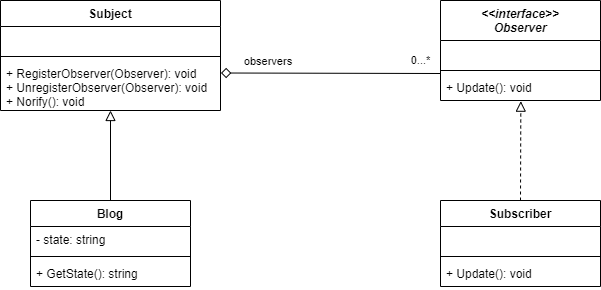 Subject
+ RegisterObserver(Observer): void
+ UnregisterObserver(Observer): void
+ Norify(): void
observers
0...*
<<interface>>
Observer
+ Update(): void
Blog
- state: string
+ GetState(): string
Subscriber
+ Update(): void